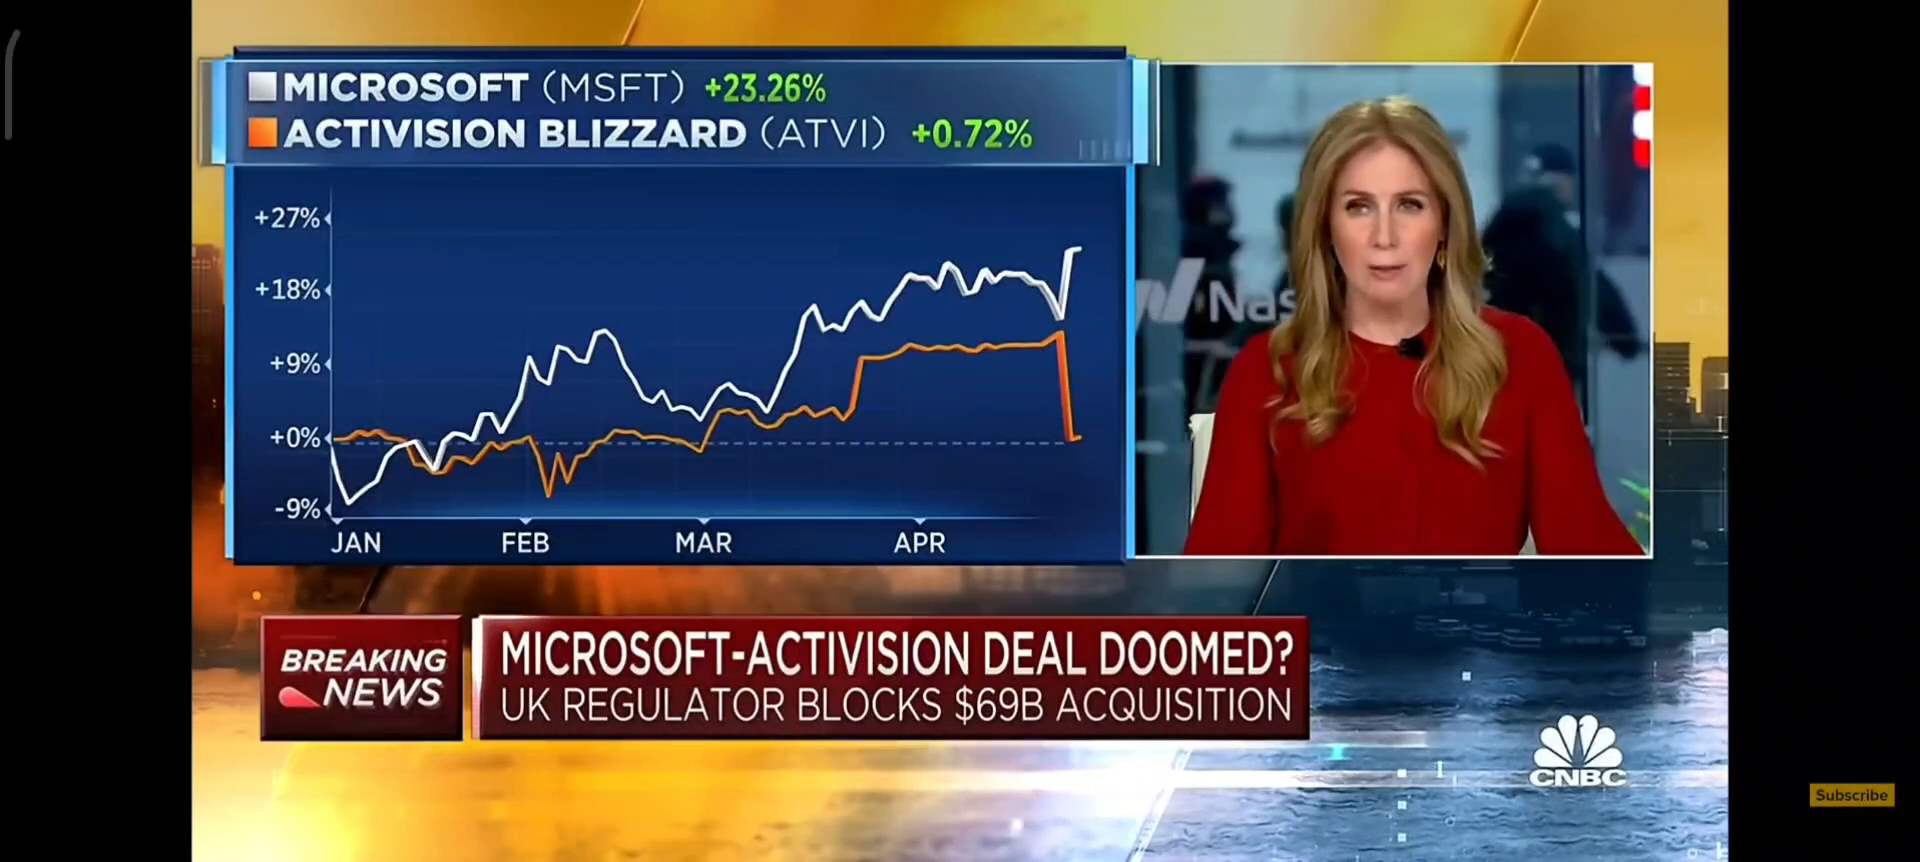 MICROSOFT (MSFT) +23.26%
ACTIVISION BLIZZARD (ATVI) +0.72%
+27%
+18%
+9%
+0%
-9%
JAN FEB MAR APR
Nas
BREAKING
NEWS
MICROSOFT-ACTIVISION DEAL DOOMED?
UK REGULATOR BLOCKS $69B ACQUISITION
CNBC
Subscribe